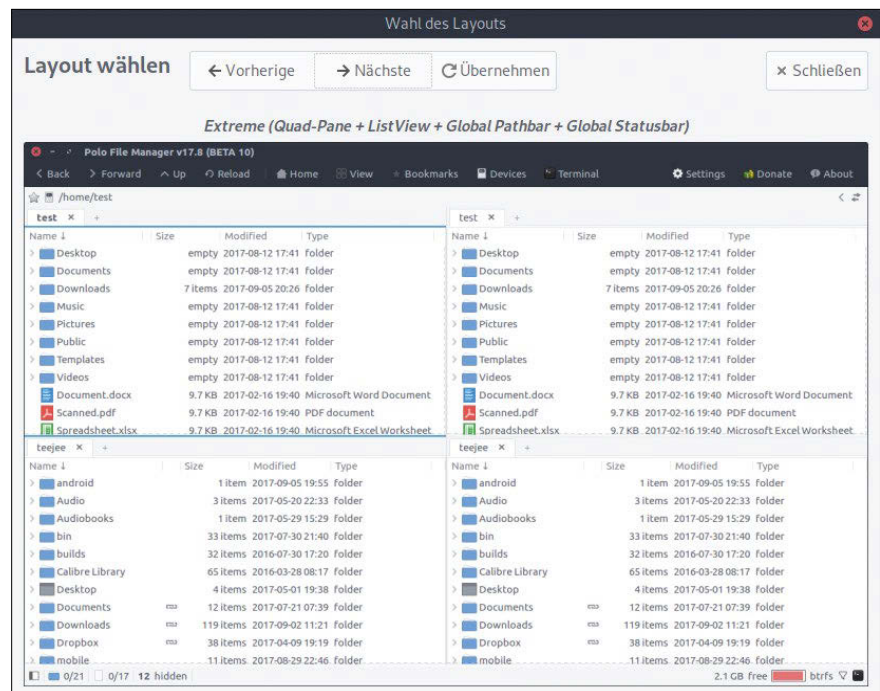 Wahl des Layouts
Layout wählen
← Vorherige → Nächste Übernehmen × Schließen
Extreme (Quad-Pane + ListView + Global Pathbar + Global Statusbar)
Polo File Manager v17.8 (BETA 10)
< Back > Forward Up Reload Home View Bookmarks Devices Terminal Settings Donate About
/home/test
test × + test × +
Name ↓ Size Modified Type Name ↓ Size Modified Type
Desktop empty 2017-08-12 17:41 folder Desktop empty 2017-08-12 17:41 folder
Documents empty 2017-08-12 17:41 folder Documents empty 2017-08-12 17:41 folder
Downloads 7 items 2017-09-05 20:26 folder Downloads 7 items 2017-09-05 20:26 folder
Music empty 2017-08-12 17:41 folder Music empty 2017-08-12 17:41 folder
Pictures empty 2017-08-12 17:41 folder Pictures empty 2017-08-12 17:41 folder
Public empty 2017-08-12 17:41 folder Public empty 2017-08-12 17:41 folder
Templates empty 2017-08-12 17:41 folder Templates empty 2017-08-12 17:41 folder
Videos empty 2017-08-12 17:41 folder Videos empty 2017-08-12 17:41 folder
Document.docx 9.7 KB 2017-02-16 19:40 Microsoft Word Document Document.docx 9.7 KB 2017-02-16 19:40 Microsoft Word Document
Scanned.pdf 9.7 KB 2017-02-16 19:40 PDF document Scanned.pdf 9.7 KB 2017-02-16 19:40 PDF document
Spreadsheet.xlsx 9.7 KB 2017-02-16 19:40 Microsoft Excel Worksheet Spreadsheet.xlsx 9.7 KB 2017-02-16 19:40 Microsoft Excel Worksheet
teejee × + teejee × +
Name ↓ Size Modified Type Name ↓ Size Modified Type
android 1 item 2017-09-05 19:55 folder android 1 item 2017-09-05 19:55 folder
Audio 3 items 2017-05-20 22:33 folder Audio 3 items 2017-05-20 22:33 folder
Audiobooks 1 item 2017-05-29 15:29 folder Audiobooks 1 item 2017-05-29 15:29 folder
bin 33 items 2017-07-30 21:40 folder bin 33 items 2017-07-30 21:40 folder
builds 32 items 2016-07-30 17:20 folder builds 32 items 2016-07-30 17:20 folder
Calibre Library 65 items 2016-03-28 08:17 folder Calibre Library 65 items 2016-03-28 08:17 folder
Desktop 4 items 2017-05-01 19:38 folder Desktop 4 items 2017-05-01 19:38 folder
Documents 12 items 2017-07-21 07:39 folder Documents 12 items 2017-07-21 07:39 folder
Downloads 119 items 2017-09-02 11:21 folder Downloads 119 items 2017-09-02 11:21 folder
Dropbox 38 items 2017-04-09 19:19 folder Dropbox 38 items 2017-04-09 19:19 folder
mobile 11 items 2017-08-29 22:46 folder mobile 11 items 2017-08-29 22:46 folder
0/21 0/17 12 hidden 2.1 GB free btrfs